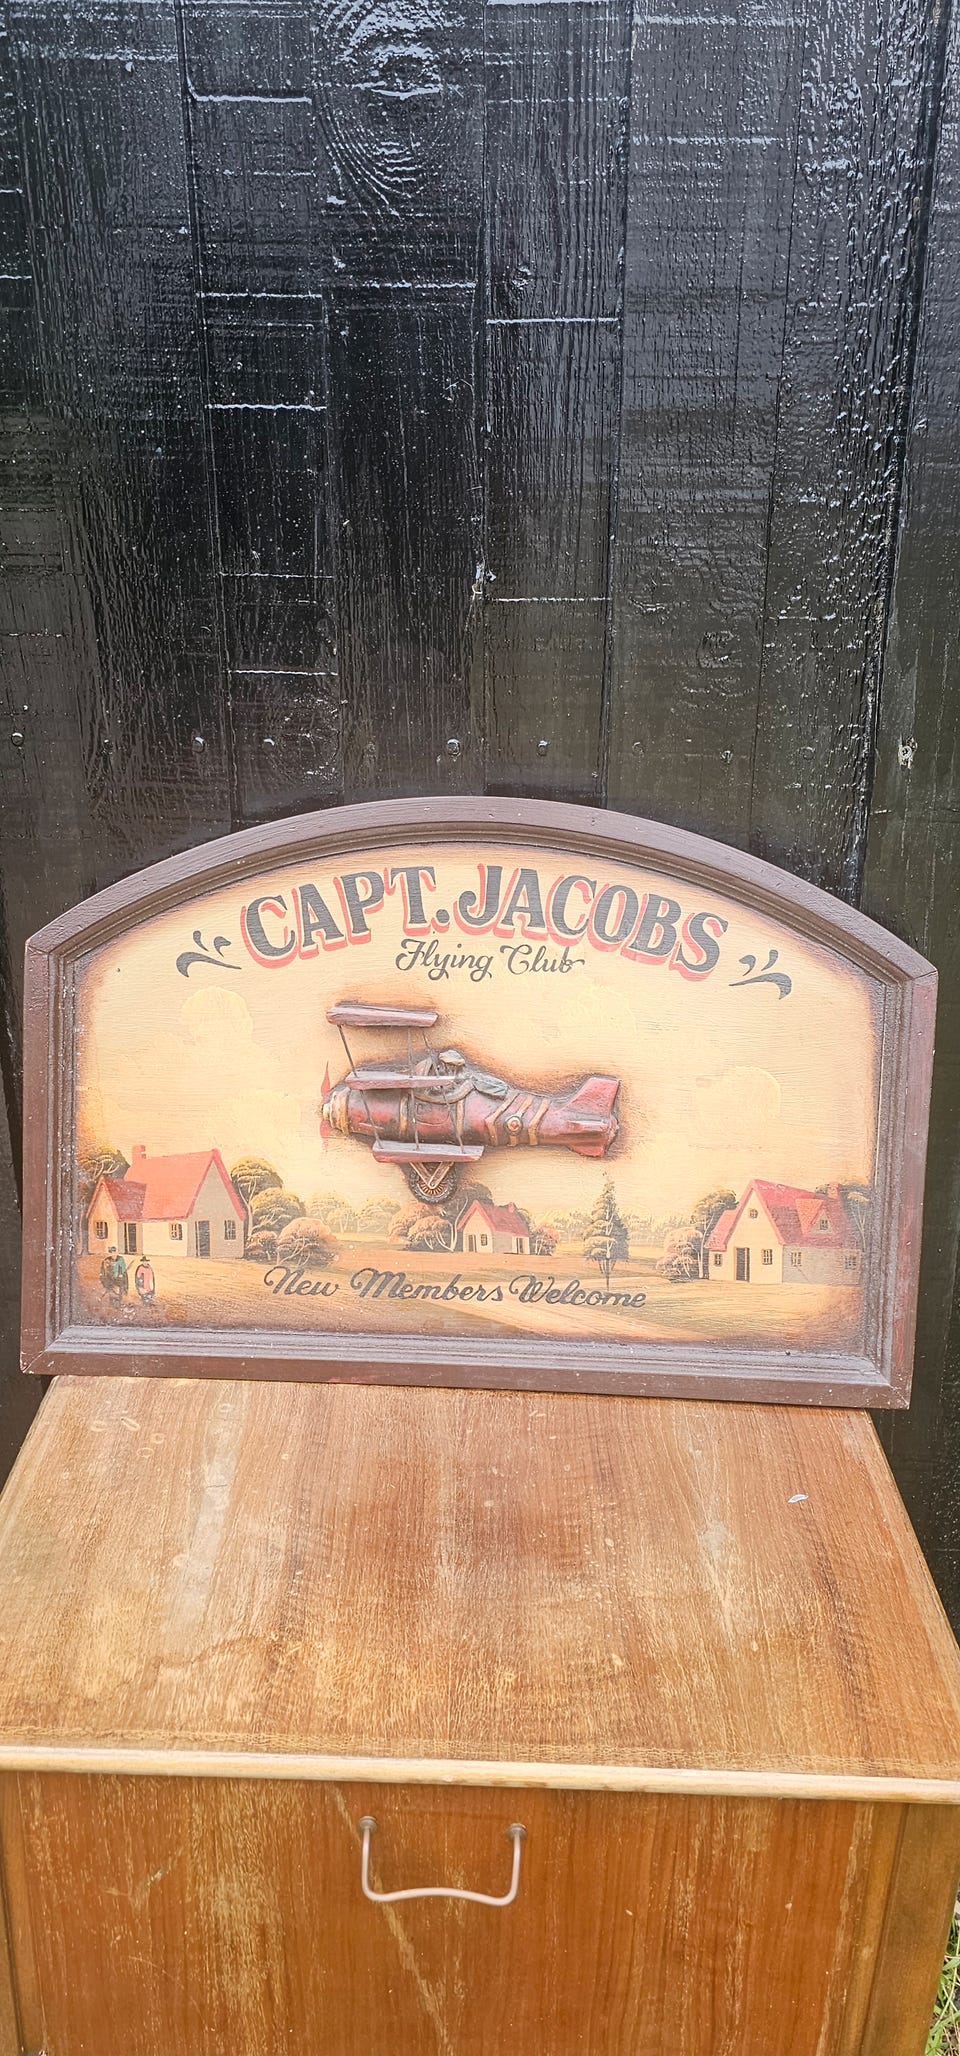 CAPT. JACOBS
Flying Club
New Members Welcome